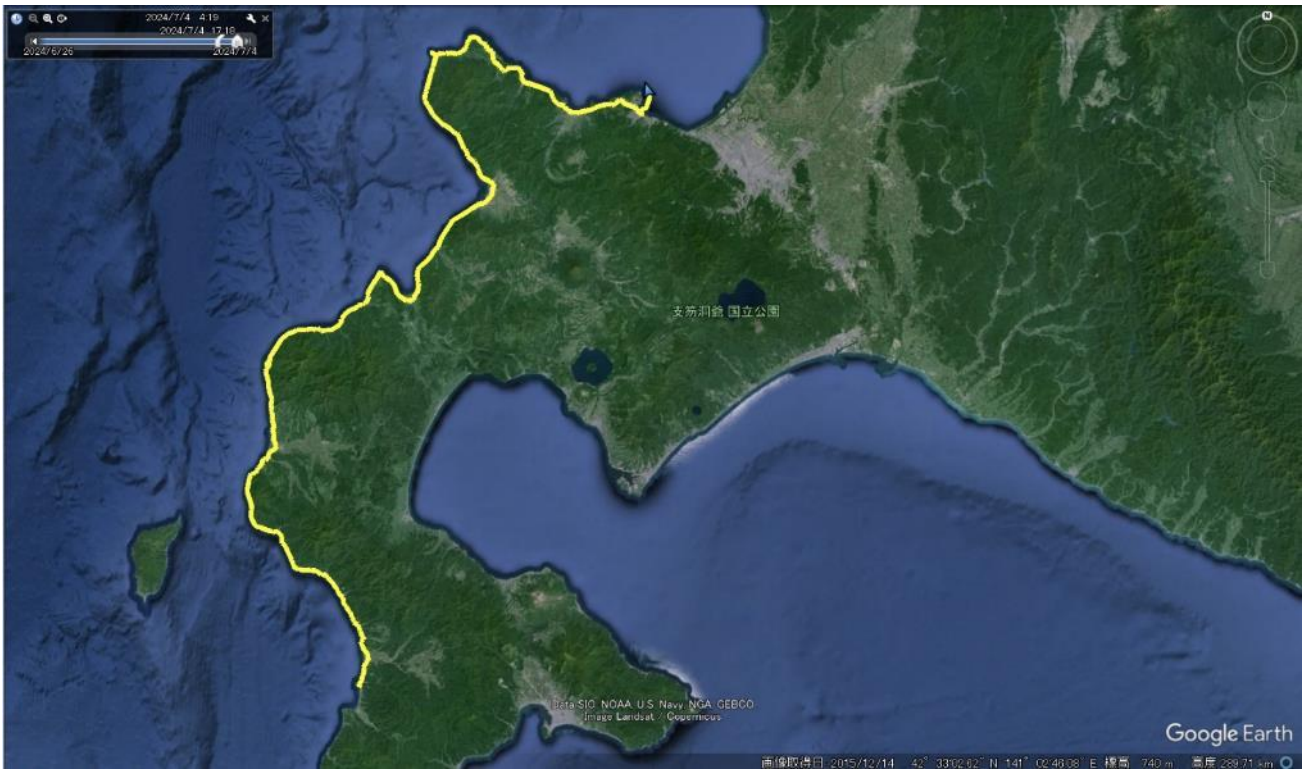 2024/7/4 4:19
2024/7/4 17:18
2024/6/26
2024/7/4
N
支笏洞爺 国立公園
Data SIO, NOAA, U.S. Navy, NGA, GEBCO
Image Landsat / Copernicus
Google Earth
画像取得日: 2015/12/14 42° 33'02.62" N 141° 02'46.08" E 標高 740 m 高度 289.71 km